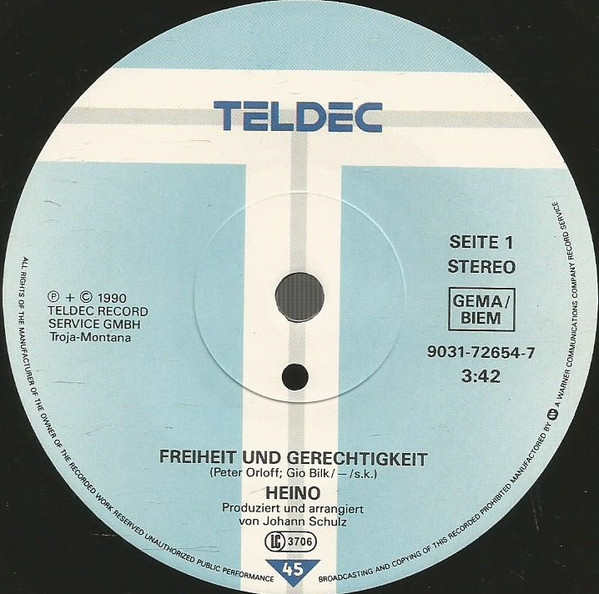 TELDEC
SEITE 1
STEREO
GEMA/
BIEM
9031-72654-7
3:42
Ⓟ + © 1990
TELDEC RECORD
SERVICE GMBH
Troja-Montana
FREIHEIT UND GERECHTIGKEIT
(Peter Orloff; Gio Bilk/—/s.k.)
HEINO
Produziert und arrangiert
von Johann Schulz
LC 3706
45
ALL RIGHTS OF THE MANUFACTURER OF THE OWNER OF THE RECORDED WORK RESERVED UNAUTHORIZED PUBLIC PERFORMANCE
BROADCASTING AND COPYING OF THIS RECORD PROHIBITED MANUFACTORED BY A WARNER COMMUNICATIONS COMPANY RECORD SERVICE